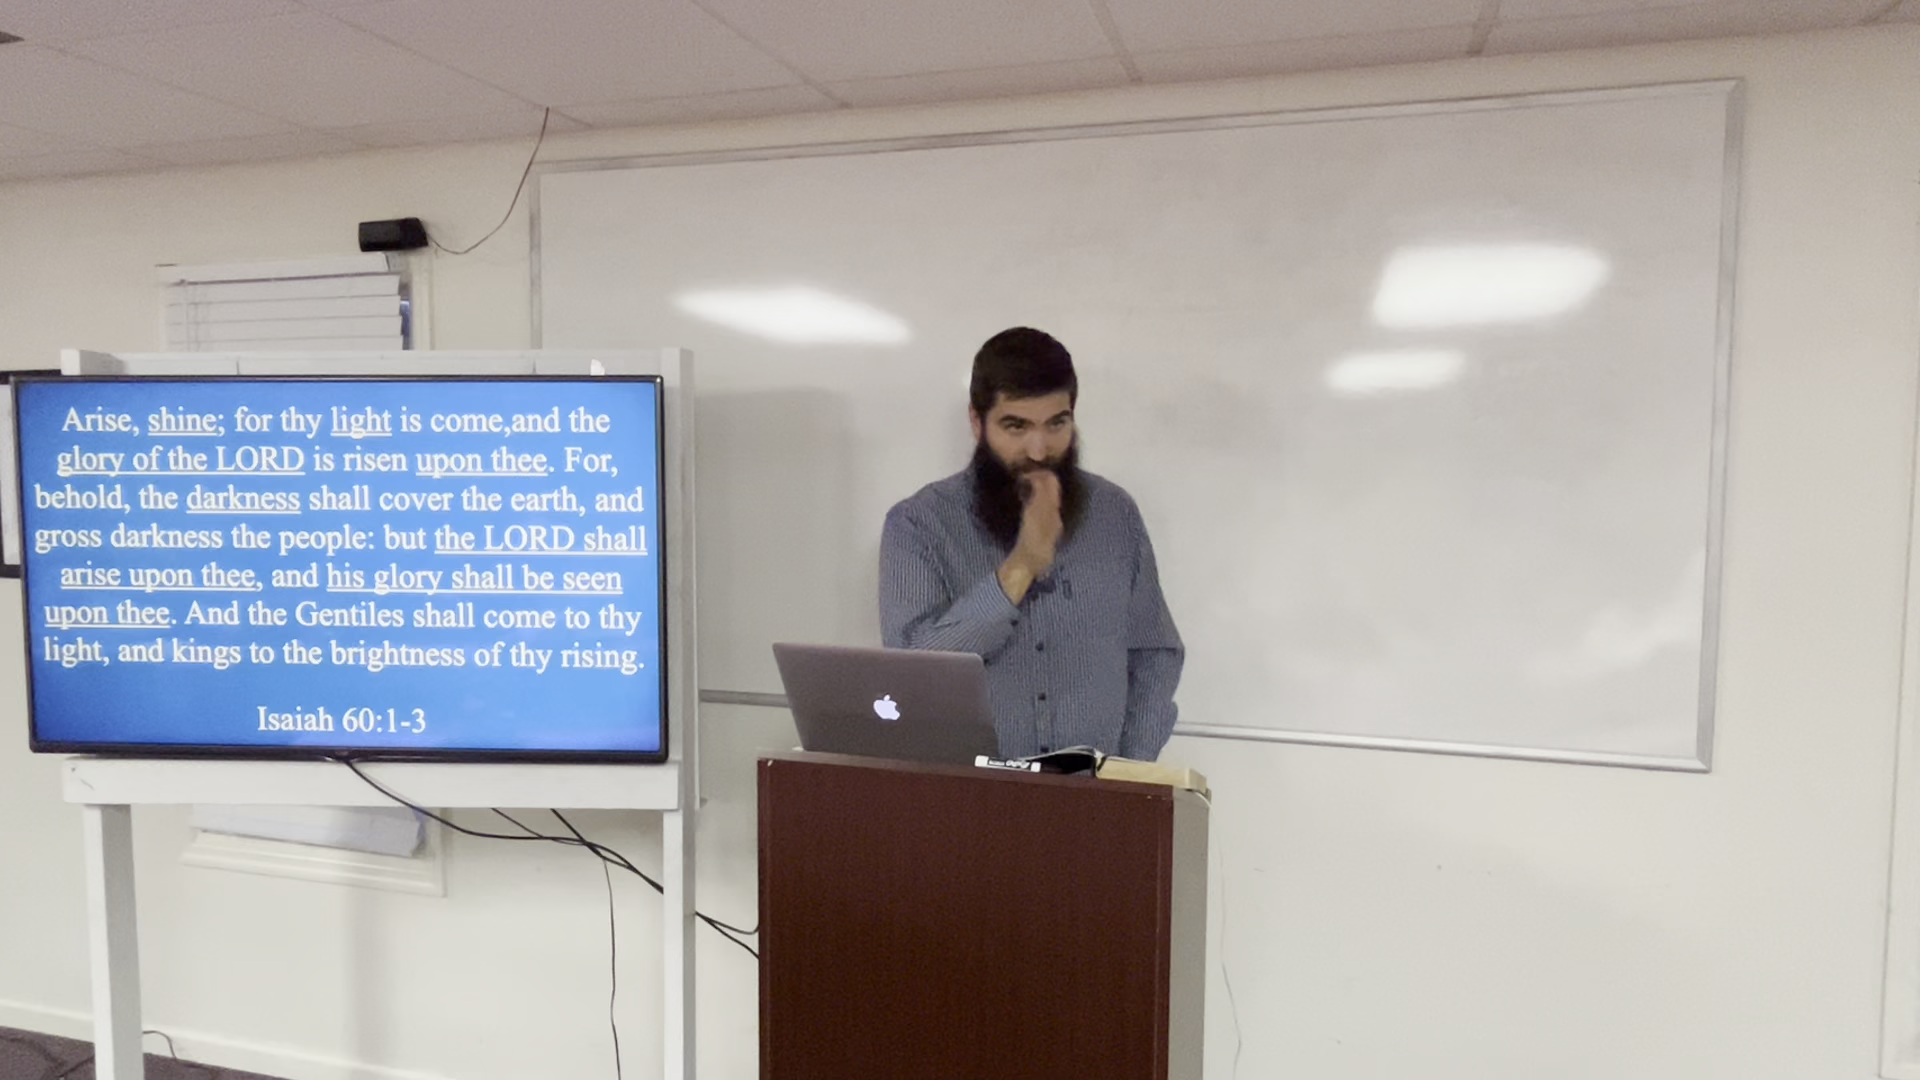 Arise, shine; for thy light is come,and the
glory of the LORD is risen upon thee. For,
behold, the darkness shall cover the earth, and
gross darkness the people: but the LORD shall
arise upon thee, and his glory shall be seen
upon thee. And the Gentiles shall come to thy
light, and kings to the brightness of thy rising.
Isaiah 60:1-3